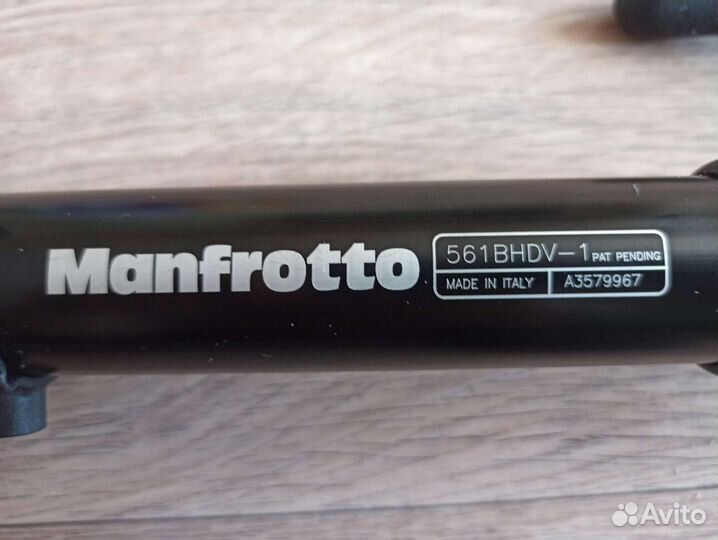 Manfrotto
561BHDV-1 PAT PENDING
MADE IN ITALY A3579967
Avito